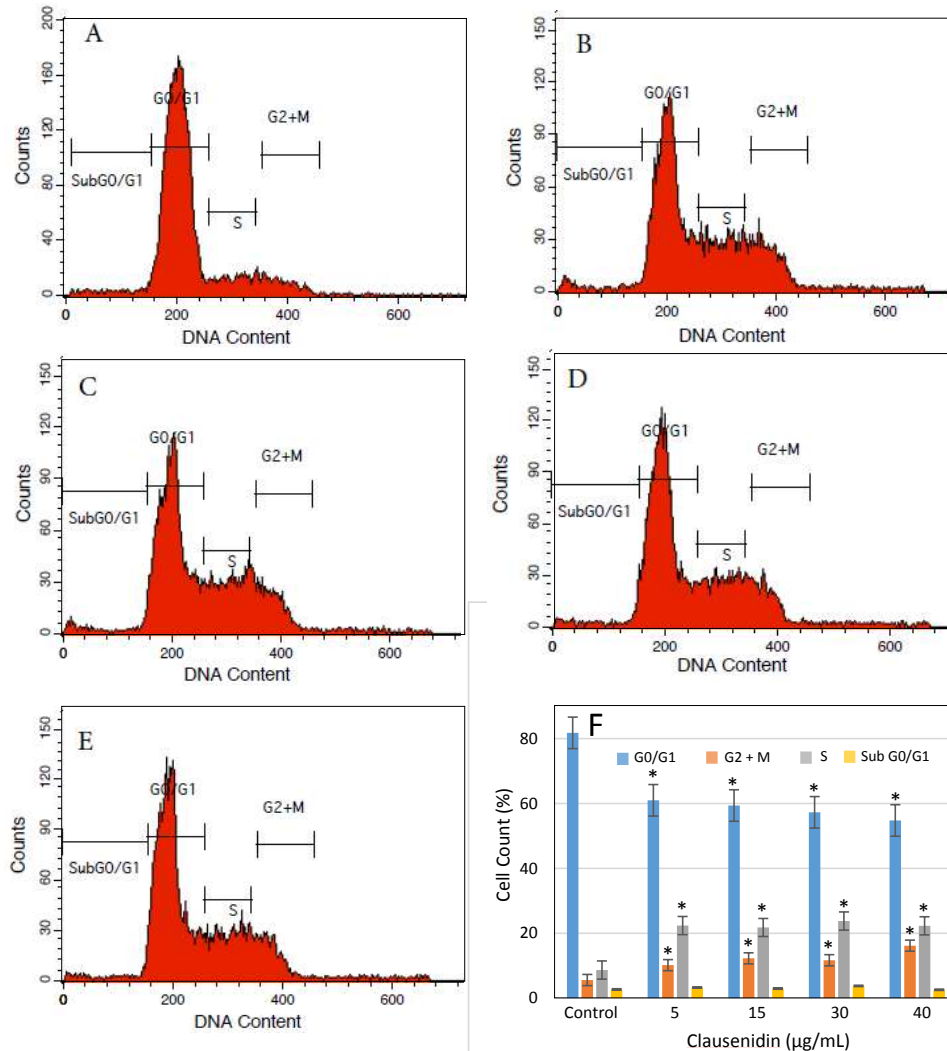 A
200
160
120
80
40
0
Counts
G0/G1
G2+M
SubG0/G1
S
0 200 400 600
DNA Content
B
150
120
90
60
30
0
Counts
G0/G1
G2+M
SubG0/G1
S
0 200 400 600
DNA Content
C
150
120
90
60
30
0
Counts
G0/G1
G2+M
SubG0/G1
S
0 200 400 600
DNA Content
D
150
120
90
60
30
0
Counts
G0/G1
G2+M
SubG0/G1
S
0 200 400 600
DNA Content
E
150
120
90
60
30
0
Counts
G0/G1
G2+M
SubG0/G1
S
0 200 400 600
DNA Content
F
G0/G1 G2 + M S Sub G0/G1
80
60
40
20
0
Cell Count (%)
* * * *
* * * *
* * * *
Control 5 15 30 40
Clausenidin (µg/mL)